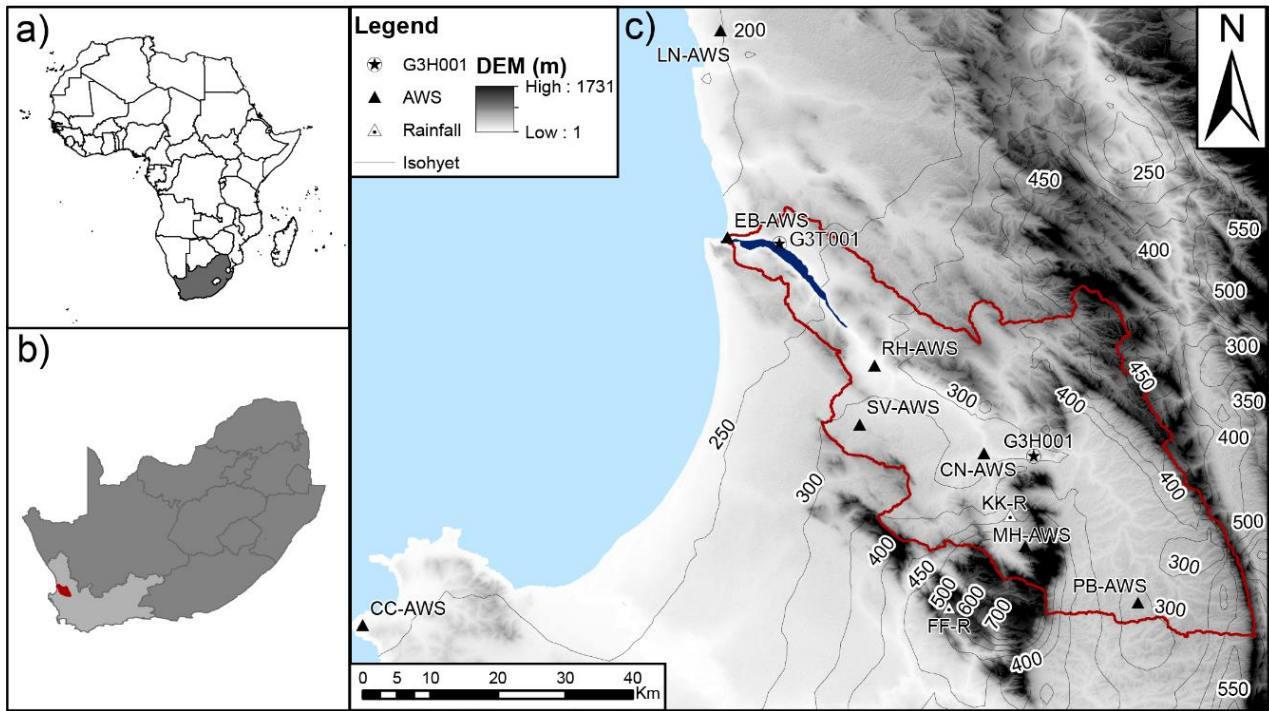 a)
b)
c)
Legend
G3H001
AWS
Rainfall
Isohyet
DEM (m)
High : 1731
Low : 1
N
LN-AWS
200
450
250
550
400
500
300
350
400
EB-AWS
G3T001
RH-AWS
300
400
450
SV-AWS
250
G3H001
CN-AWS
400
300
KK-R
500
MH-AWS
400
300
450
500
600
700
PB-AWS
300
FF-R
CC-AWS
400
550
0 5 10 20 30 40
Km